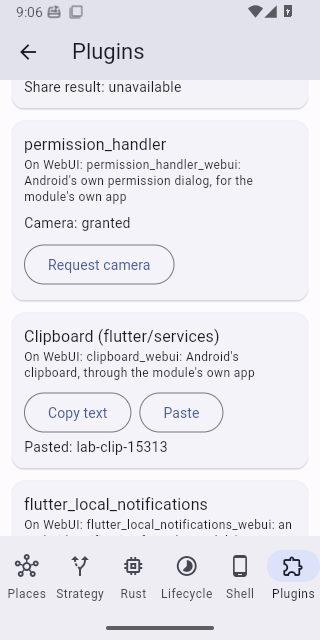 9:06
Plugins
Share result: unavailable
permission_handler
On WebUI: permission_handler_webui:
Android's own permission dialog, for the
module's own app
Camera: granted
Request camera
Clipboard (flutter/services)
On WebUI: clipboard_webui: Android's
clipboard, through the module's own app
Copy text
Paste
Pasted: lab-clip-15313
flutter_local_notifications
On WebUI: flutter_local_notifications_webui: an
Places
Strategy
Rust
Lifecycle
Shell
Plugins